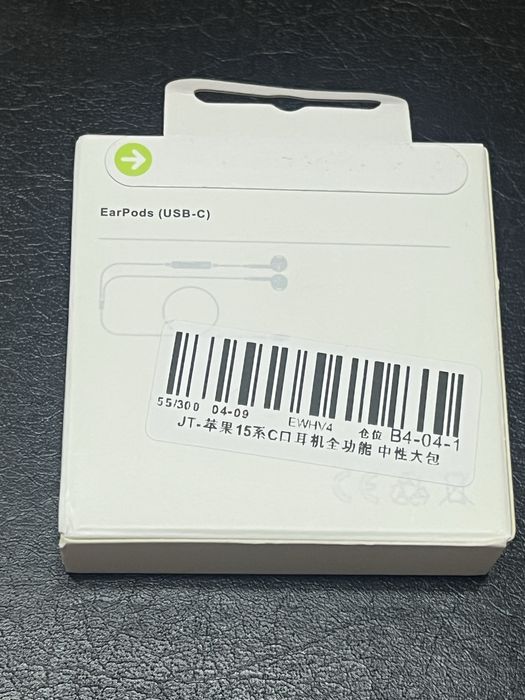 EarPods (USB-C)
55/300 04-09 EWHV4 仓位 B4-04-1
JT-苹果15系C口耳机全功能 中性大包